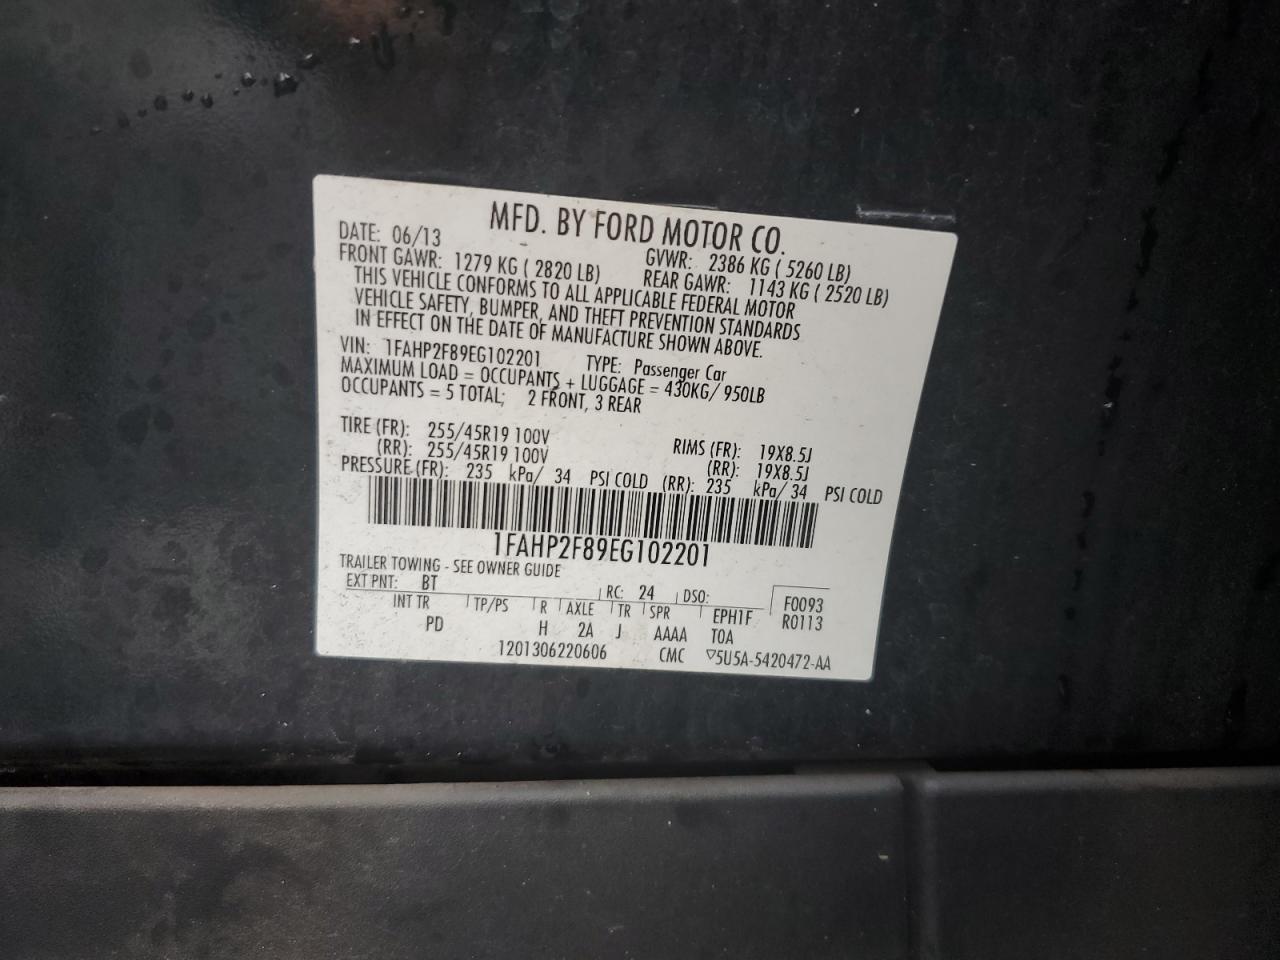 MFD. BY FORD MOTOR CO.
DATE: 06/13 GVWR: 2386 KG ( 5260 LB)
FRONT GAWR: 1279 KG ( 2820 LB) REAR GAWR: 1143 KG ( 2520 LB)
THIS VEHICLE CONFORMS TO ALL APPLICABLE FEDERAL MOTOR
VEHICLE SAFETY, BUMPER, AND THEFT PREVENTION STANDARDS
IN EFFECT ON THE DATE OF MANUFACTURE SHOWN ABOVE.
VIN: 1FAHP2F89EG102201 TYPE: Passenger Car
MAXIMUM LOAD = OCCUPANTS + LUGGAGE = 430KG/ 950LB
OCCUPANTS = 5 TOTAL; 2 FRONT, 3 REAR
TIRE (FR): 255/45R19 100V RIMS (FR): 19X8.5J
(RR): 255/45R19 100V (RR): 19X8.5J
PRESSURE (FR): 235 kPa/ 34 PSI COLD (RR): 235 kPa/ 34 PSI COLD
1FAHP2F89EG102201
TRAILER TOWING - SEE OWNER GUIDE
EXT PNT: BT RC: 24 DSO: F0093
INT TR TP/PS R AXLE TR SPR EPH1F R0113
PD H 2A J AAAA T0A
1201306220606 CMC ▽5U5A-5420472-AA